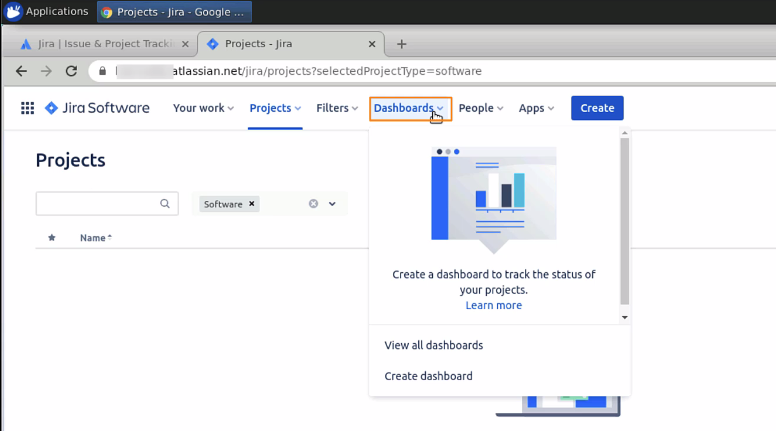 Applications
Projects - Jira - Google ...
Jira | Issue & Project Tracki
Projects - Jira
atlassian.net/jira/projects?selectedProjectType=software
Jira Software
Your work
Projects
Filters
Dashboards
People
Apps
Create
Projects
Software
Name
Create a dashboard to track the status of
your projects.
Learn more
View all dashboards
Create dashboard